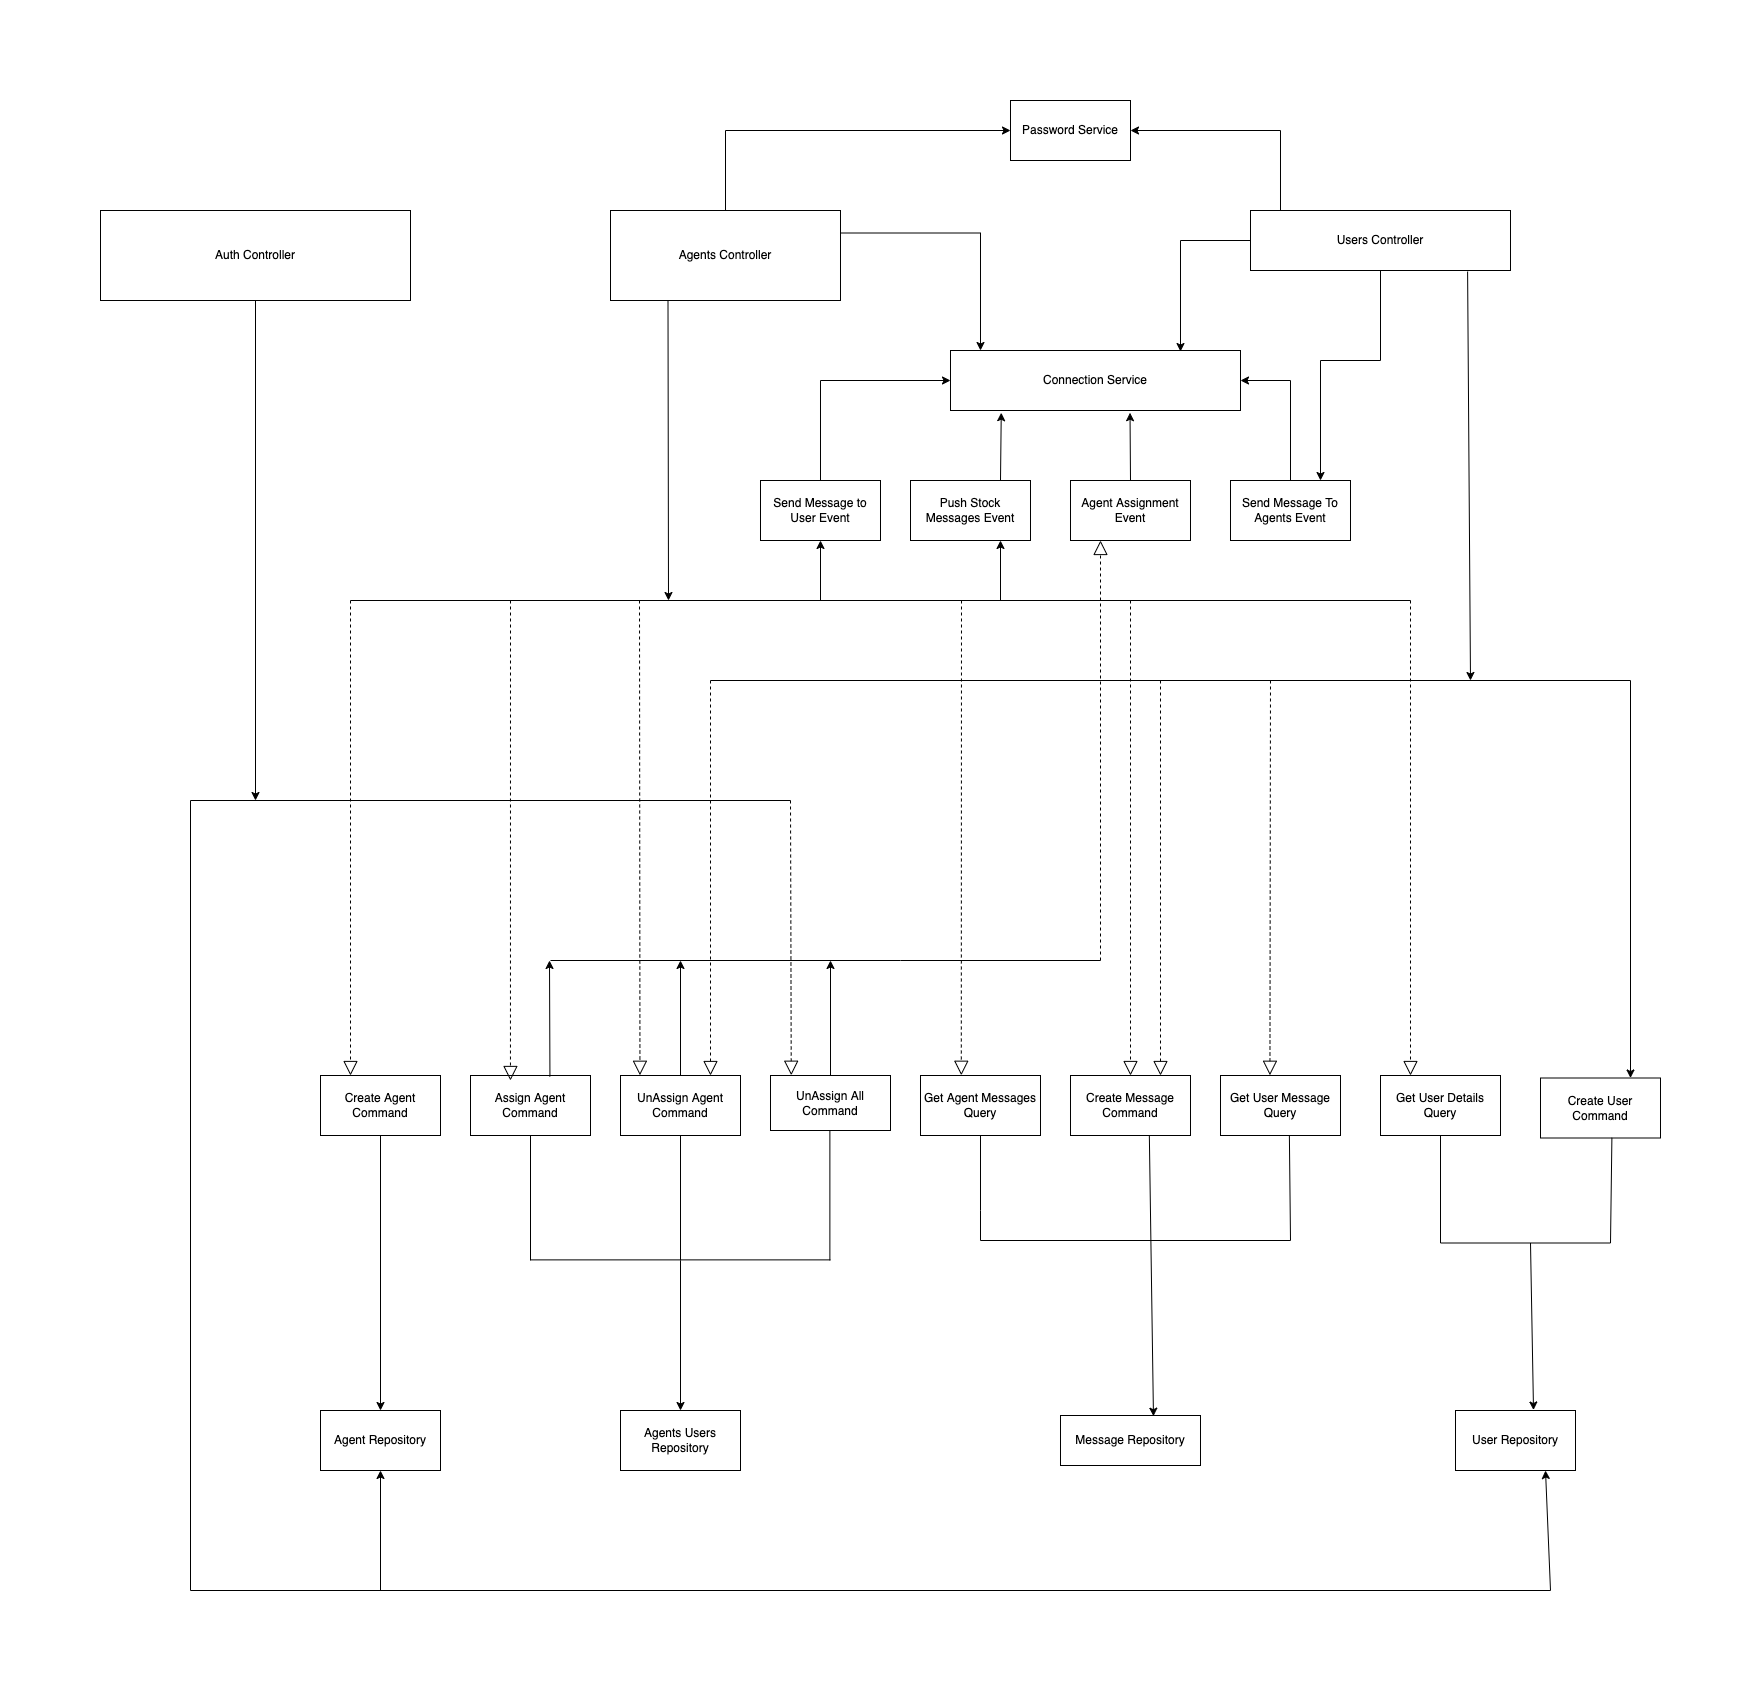 Password Service
Auth Controller
Agents Controller
Users Controller
Connection Service
Send Message to
User Event
Push Stock
Messages Event
Agent Assignment
Event
Send Message To
Agents Event
Create Agent
Command
Assign Agent
Command
UnAssign Agent
Command
UnAssign All
Command
Get Agent Messages
Query
Create Message
Command
Get User Message
Query
Get User Details
Query
Create User
Command
Agent Repository
Agents Users
Repository
Message Repository
User Repository